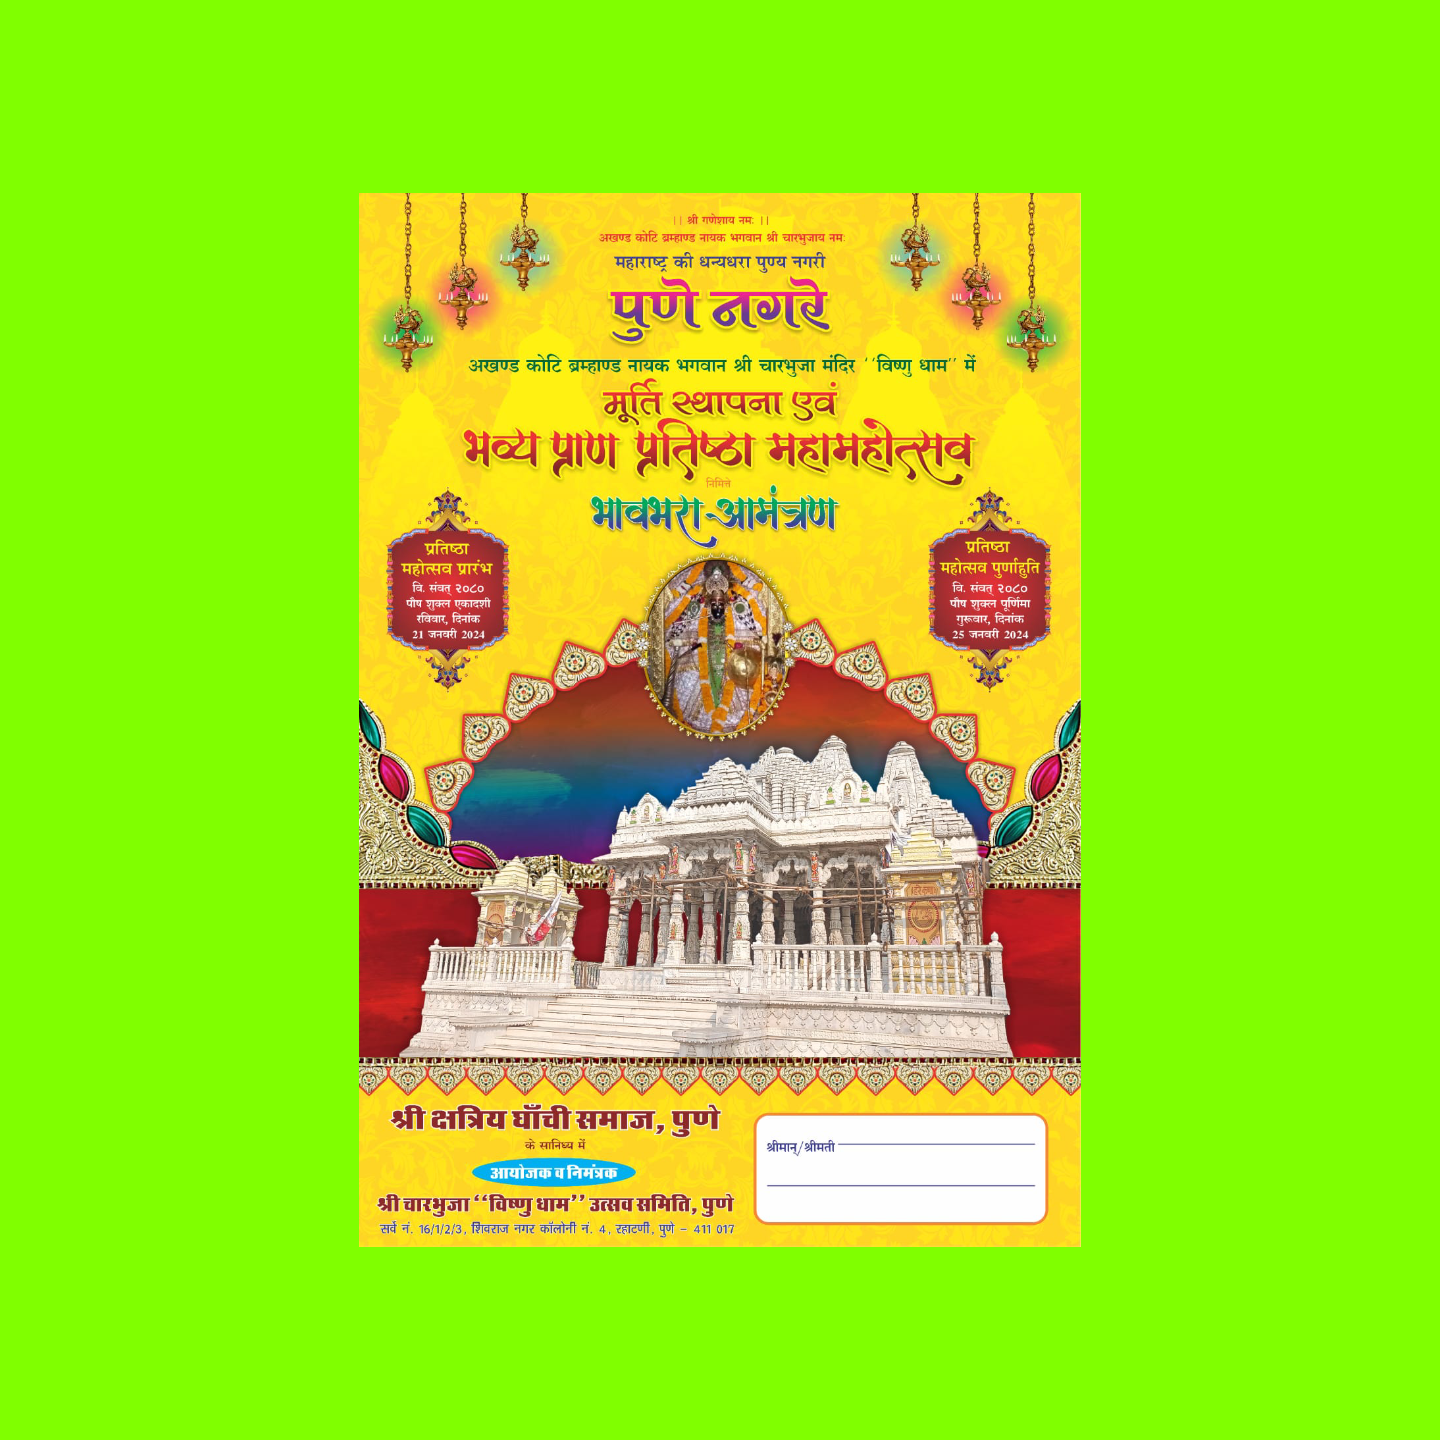 ।। श्री गणेशाय नमः ।।
अखण्ड कोटि ब्रम्हाण्ड नायक भगवान श्री चारभुजाय नमः
महाराष्ट्र की धन्यधरा पुण्य नगरी
पुणे नगरे
अखण्ड कोटि ब्रम्हाण्ड नायक भगवान श्री चारभुजा मंदिर ‘‘विष्णु धाम’’ में
मूर्ति स्थापना एवं
भव्य प्राण प्रतिष्ठा महामहोत्सव
निमित्ते
भावभरा-आमंत्रण
प्रतिष्ठा
महोत्सव प्रारंभ
वि. संवत् २०८०
पौष शुक्ल एकादशी
रविवार, दिनांक
21 जनवरी 2024
प्रतिष्ठा
महोत्सव पुर्णाहुति
वि. संवत् २०८०
पौष शुक्ल पूर्णिमा
गुरूवार, दिनांक
25 जनवरी 2024
श्री क्षत्रिय घाँची समाज, पुणे
के सानिध्य में
आयोजक व निमंत्रक
श्री चारभुजा ‘‘विष्णु धाम’’ उत्सव समिति, पुणे
सर्वे नं. 16/1/2/3, शिवराज नगर कॉलोनी नं. 4, रहाटणी, पुणे – 411 017
श्रीमान्/श्रीमती